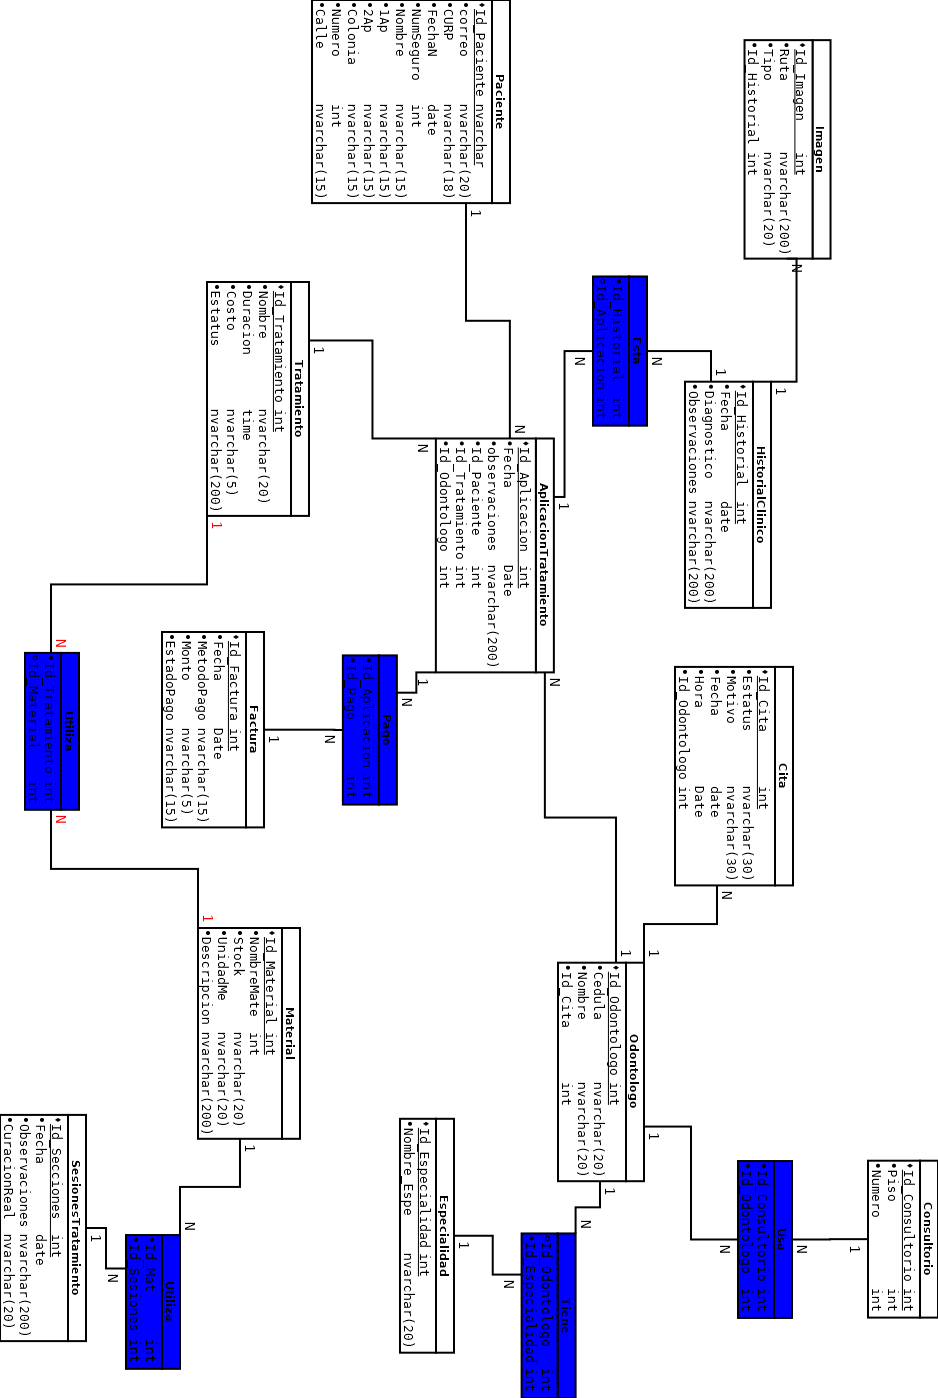 Imagen
Id_Imagen int
Ruta nvarchar(200)
Tipo nvarchar(20)
Id_Historial int
N
1
HistorialClinico
Id_Historial int
Fecha date
Diagnostico nvarchar(200)
Observaciones nvarchar(200)
1
N
Esta
Id_Historial int
Id_Aplicacion int
N
1
Paciente
Id_Paciente nvarchar
correo nvarchar(20)
CURP nvarchar(18)
FechaN date
NumSeguro int
Nombre nvarchar(15)
1Ap nvarchar(15)
2Ap nvarchar(15)
Colonia nvarchar(15)
Numero int
Calle nvarchar(15)
1
N
AplicacionTratamiento
Id_Aplicacion int
Fecha Date
observaciones nvarchar(200)
Id_Paciente int
Id_Tratamiento int
Id_Odontologo int
N
1
N
1
Cita
Id_Cita int
Estatus nvarchar(30)
Motivo nvarchar(30)
Fecha date
Hora Date
Id_Odontologo int
N
1
Odontologo
Id_Odontologo int
Cedula nvarchar(20)
Nombre nvarchar(20)
Id_Cita int
1
1
1
Consultorio
Id_Consultorio int
Piso int
Numero int
1
N
Usa
Id_Consultorio int
Id_Odontologo int
N
Tiene
Id_Odontologo int
Id_Especialidad int
N
N
Especialidad
Id_Especialidad int
Nombre_Espe nvarchar(20)
1
Tratamiento
Id_Tratamiento int
Nombre nvarchar(20)
Duracion time
Costo nvarchar(5)
Estatus nvarchar(200)
1
1
Pago
Id_Aplicacion int
Id_Pago int
N
N
Factura
Id_Factura int
Fecha Date
MetodoPago nvarchar(15)
Monto nvarchar(5)
EstadoPago nvarchar(15)
1
Material
Id_Material int
NombreMate int
Stock nvarchar(20)
UnidadMe nvarchar(20)
Descripcion nvarchar(200)
1
1
Utiliza
Id_Tratamiento int
Id_Material int
N
N
Utiliza
Id_Mat int
Id_Sesiones int
N
N
SesionesTratamiento
Id_Secciones int
Fecha date
Observaciones nvarchar(200)
CuracionReal nvarchar(20)
1